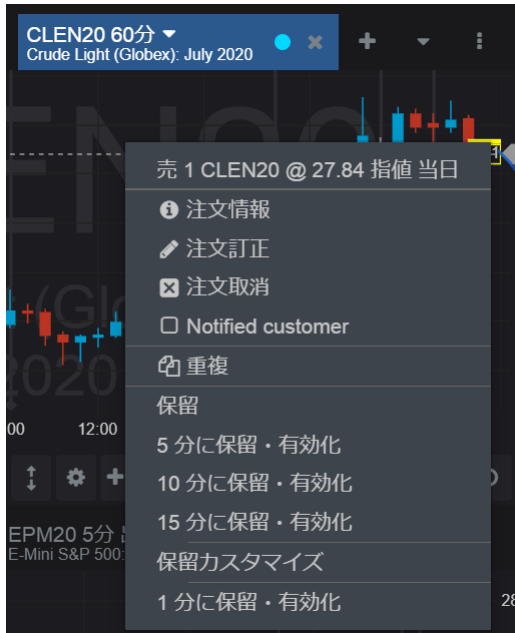 CLEN20 60分
Crude Light (Globex): July 2020
売 1 CLEN20 @ 27.84 指値 当日
注文情報
注文訂正
注文取消
Notified customer
重複
保留
00 12:00
5 分に保留・有効化
10 分に保留・有効化
15 分に保留・有効化
EPM20 5分
E-Mini S&P 500:
保留カスタマイズ
1 分に保留・有効化
28